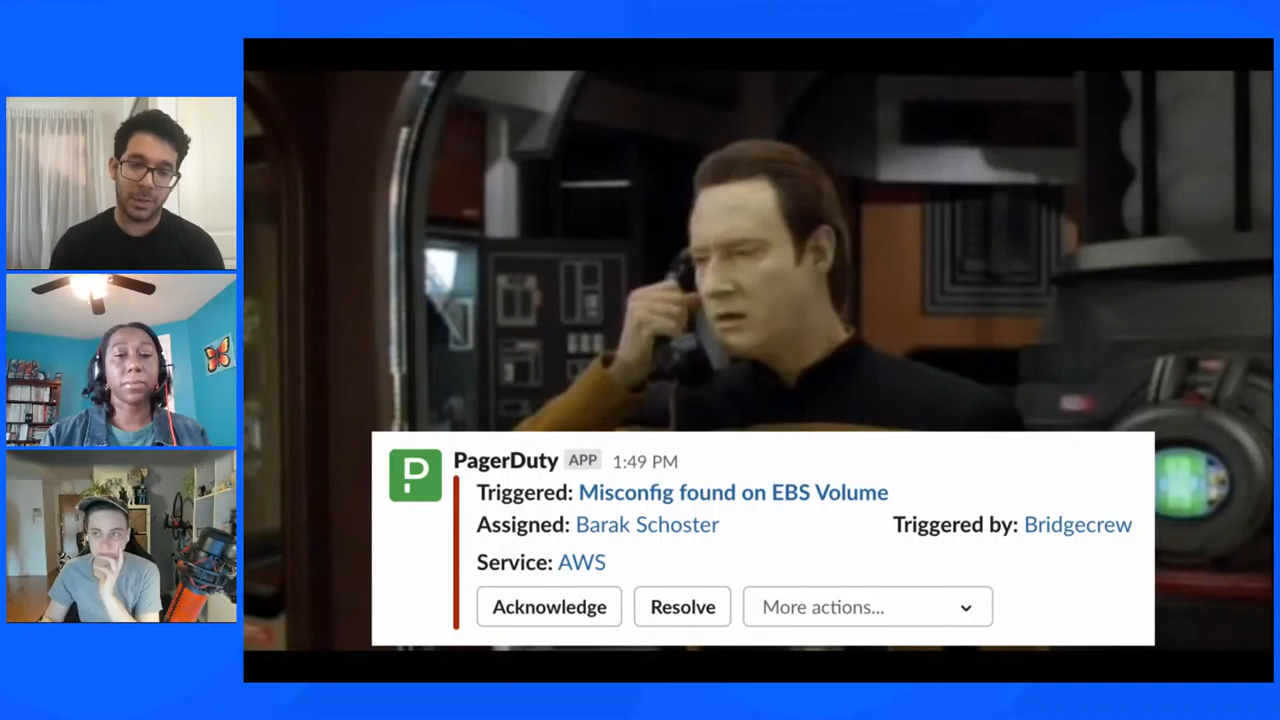 PagerDuty APP 1:49 PM
Triggered: Misconfig found on EBS Volume
Assigned: Barak Schoster Triggered by: Bridgecrew
Service: AWS
Acknowledge Resolve More actions...